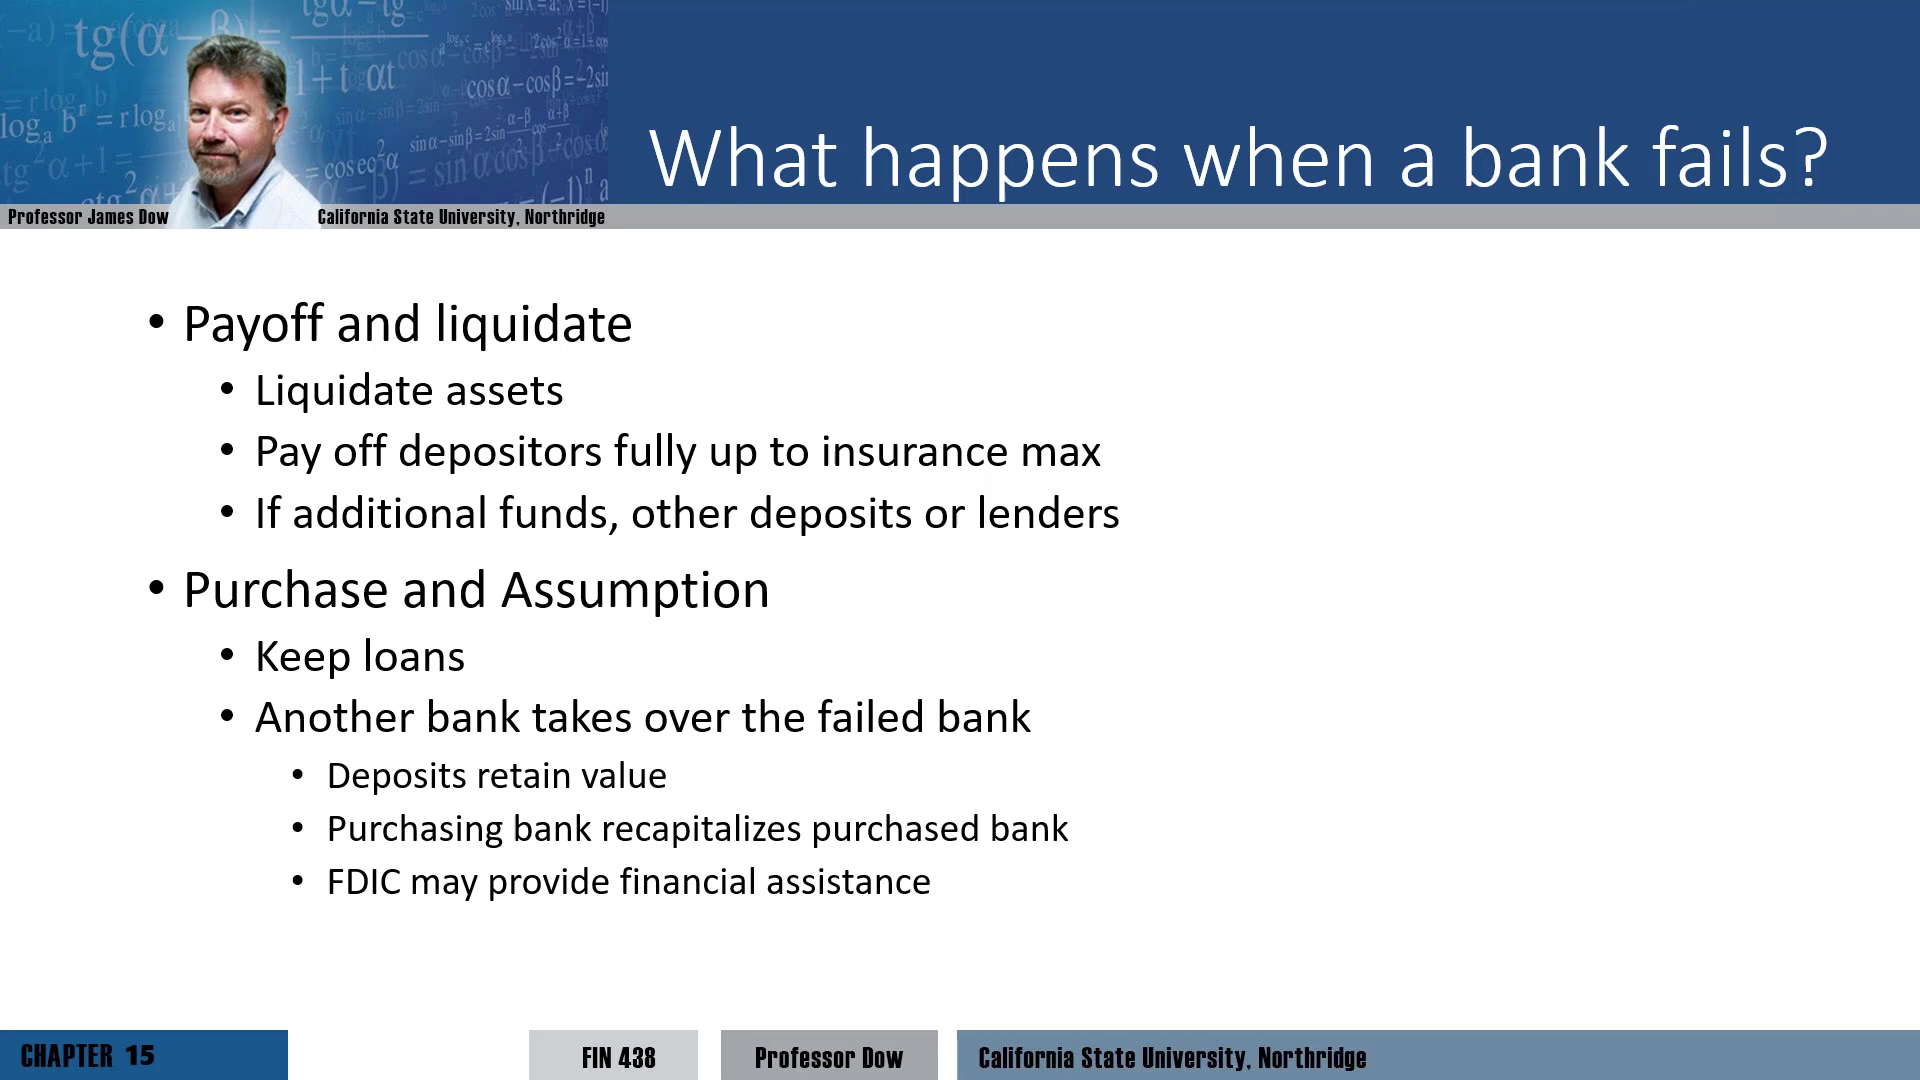 Professor James Dow
California State University, Northridge
What happens when a bank fails?
• Payoff and liquidate
• Liquidate assets
• Pay off depositors fully up to insurance max
• If additional funds, other deposits or lenders
• Purchase and Assumption
• Keep loans
• Another bank takes over the failed bank
• Deposits retain value
• Purchasing bank recapitalizes purchased bank
• FDIC may provide financial assistance
CHAPTER 15
FIN 438
Professor Dow
California State University, Northridge